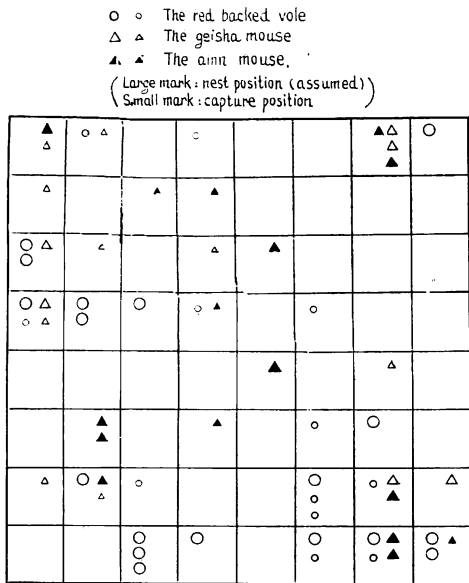 The red backed vole
The geisha mouse
The ainn mouse.
(Large mark : nest position (assumed)
Small mark : capture position)